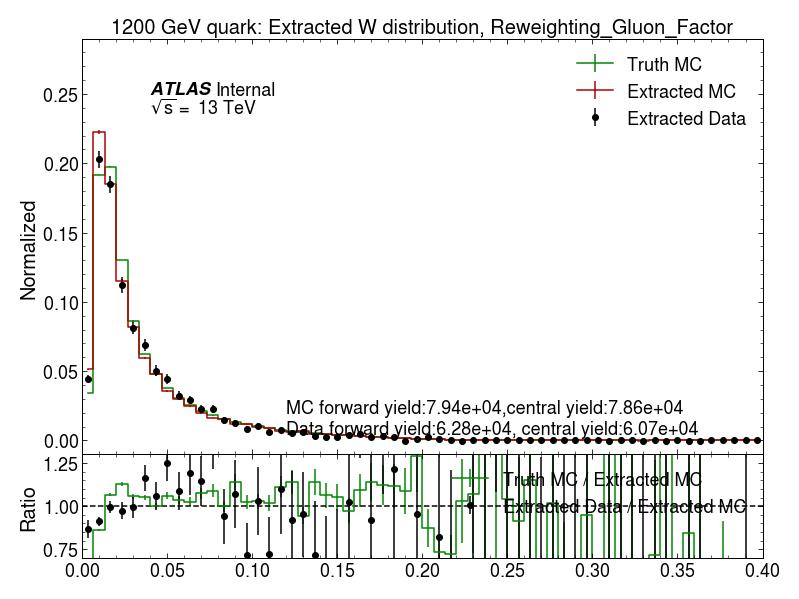 1200 GeV quark: Extracted W distribution, Reweighting_Gluon_Factor
ATLAS Internal
√s = 13 TeV
Truth MC
Extracted MC
Extracted Data
Normalized
0.25
0.20
0.15
0.10
0.05
0.00
MC forward yield:7.94e+04,central yield:7.86e+04
Data forward yield:6.28e+04, central yield:6.07e+04
Ratio
1.25
1.00
0.75
Truth MC / Extracted MC
Extracted Data / Extracted MC
0.00 0.05 0.10 0.15 0.20 0.25 0.30 0.35 0.40